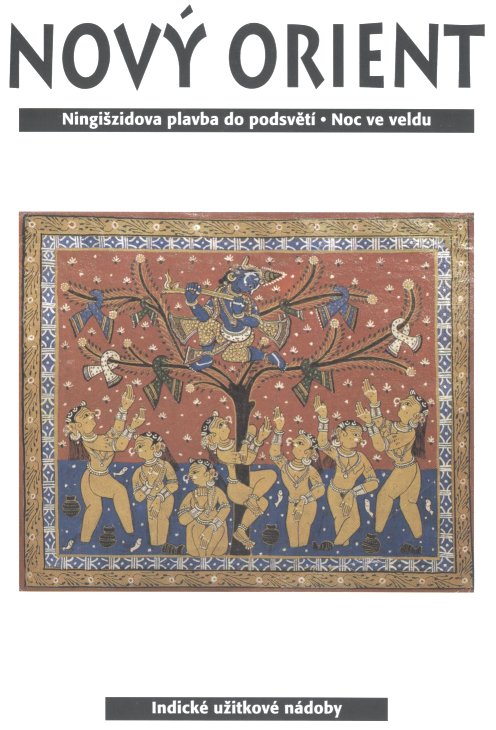 NOVÝ ORIENT
Ningišzidova plavba do podsvětí • Noc ve veldu
Indické užitkové nádoby